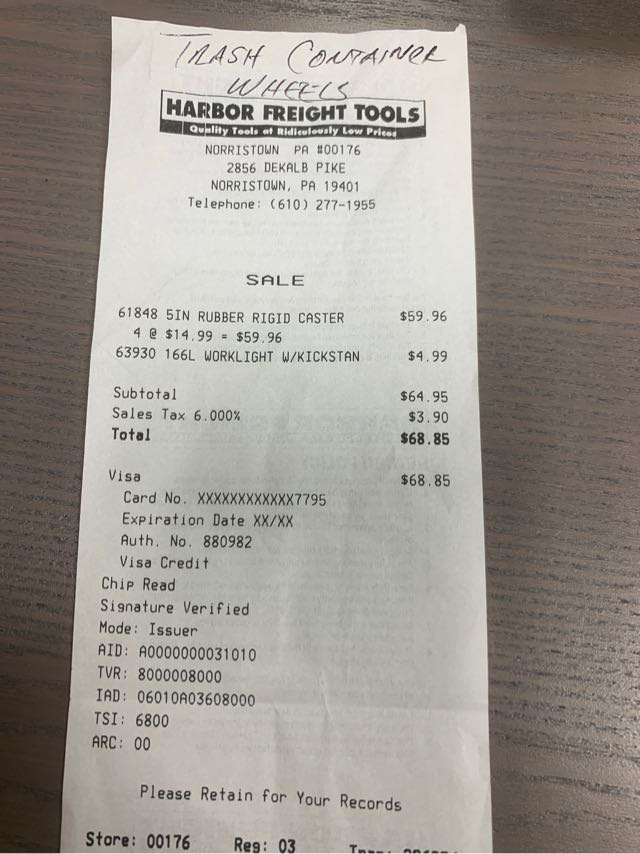 TRASH CONTAINER
WHEELS
HARBOR FREIGHT TOOLS
Quality Tools at Ridiculously Low Prices
NORRISTOWN PA #00176
2856 DEKALB PIKE
NORRISTOWN, PA 19401
Telephone: (610) 277-1955
SALE
61848 5IN RUBBER RIGID CASTER $59.96
4 @ $14.99 = $59.96
63930 166L WORKLIGHT W/KICKSTAN $4.99
Subtotal $64.95
Sales Tax 6.000% $3.90
Total $68.85
Visa $68.85
Card No. XXXXXXXXXXXX7795
Expiration Date XX/XX
Auth. No. 880982
Visa Credit
Chip Read
Signature Verified
Mode: Issuer
AID: A0000000031010
TVR: 8000008000
IAD: 06010A03608000
TSI: 6800
ARC: 00
Please Retain for Your Records
Store: 00176 Reg: 03